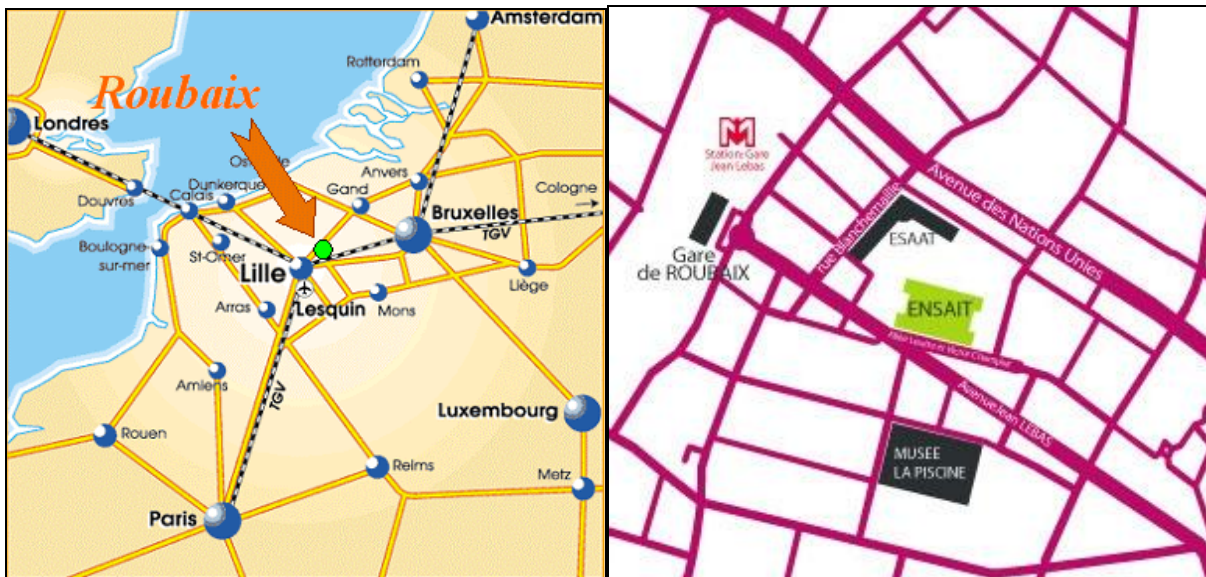 Amsterdam
Rotterdam
Roubaix
Londres
Douvres
Calais
Dunkerque
Gand
Anvers
Cologne
Bruxelles
TGV
Boulogne
sur-mer
St-Omer
Lille
Lesquin
Arras
Mons
Liège
Amiens
TGV
Luxembourg
Rouen
Reims
Metz
Paris
M
Station: Gare
Jean Lebas
Avenue des Nations Unies
rue Blanchemaille
ESAAT
Gare
de ROUBAIX
ENSAIT
Avenue Jean LEBAS
MUSEE
LA PISCINE